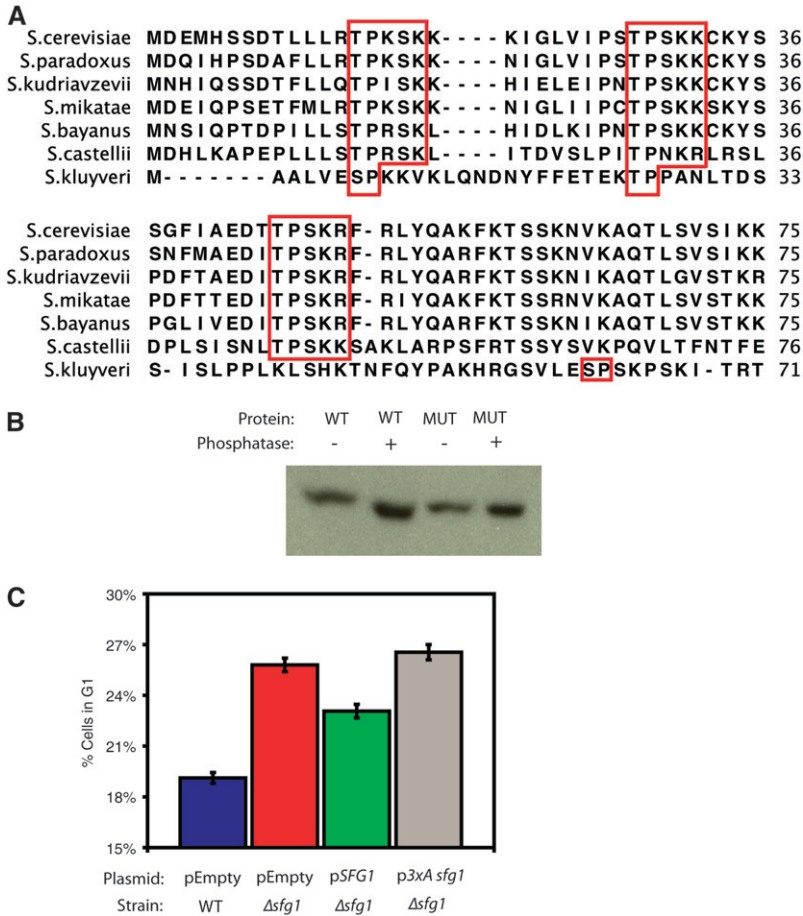 A
S.cerevisiae MDEMHSSDTLLLRTPKSKK----KIGLVIPSTPSKKCKYS 36
S.paradoxus MDQIHPSDAFLLRTPKSKK----NIGLVIPSTPSKKCKYS 36
S.kudriavzevii MNHIQSSDTFLLQTPISKK----HIELEIPNTPSKKCKYS 36
S.mikatae MDEIQPSETFMLRTPKSKK----NIGLIIPCTPSKKSKYS 36
S.bayanus MNSIQPTDPILLSTPRSKL----HIDLKIPNTPSKKCKYS 36
S.castellii MDHLKAPEPLLLSTPRSKL----ITDVSLPITPNKRLRSL 36
S.kluyveri M-------AALVESPKKVKLQNDNYFFETEKTPPANLTDS 33
S.cerevisiae SGFIAEDTTPSKRF-RLYQAKFKTSSKNVKAQTLSVSIKK 75
S.paradoxus SNFMAEDITPSKRF-RLYQAKFKTSSKNVKAQTLSVSIKK 75
S.kudriavzevii PDFTAEDITPSKRF-RLYQAKFKTSSKNIKAQTLGVSTKR 75
S.mikatae PDFTTEDITPSKRF-RIYQAKFKTSSRNVKAQTLSVSTKK 75
S.bayanus PGLIVEDITPSKRF-RLYQAKFKTSSKNIKAQTLSVSTKK 75
S.castellii DPLSISNLTPSKKSAKLARPSFRTSSYSVKPQVLTFNTFE 76
S.kluyveri S-ISLPPLKLSHKTNFQYPAKHRGSVLESPSKPSKI-TRT 71
B
Protein: WT WT MUT MUT
Phosphatase: - + - +
C
30%
27%
24%
21%
18%
15%
% Cells in G1
Plasmid: pEmpty pEmpty pSFG1 p3xA sfg1
Strain: WT Δsfg1 Δsfg1 Δsfg1